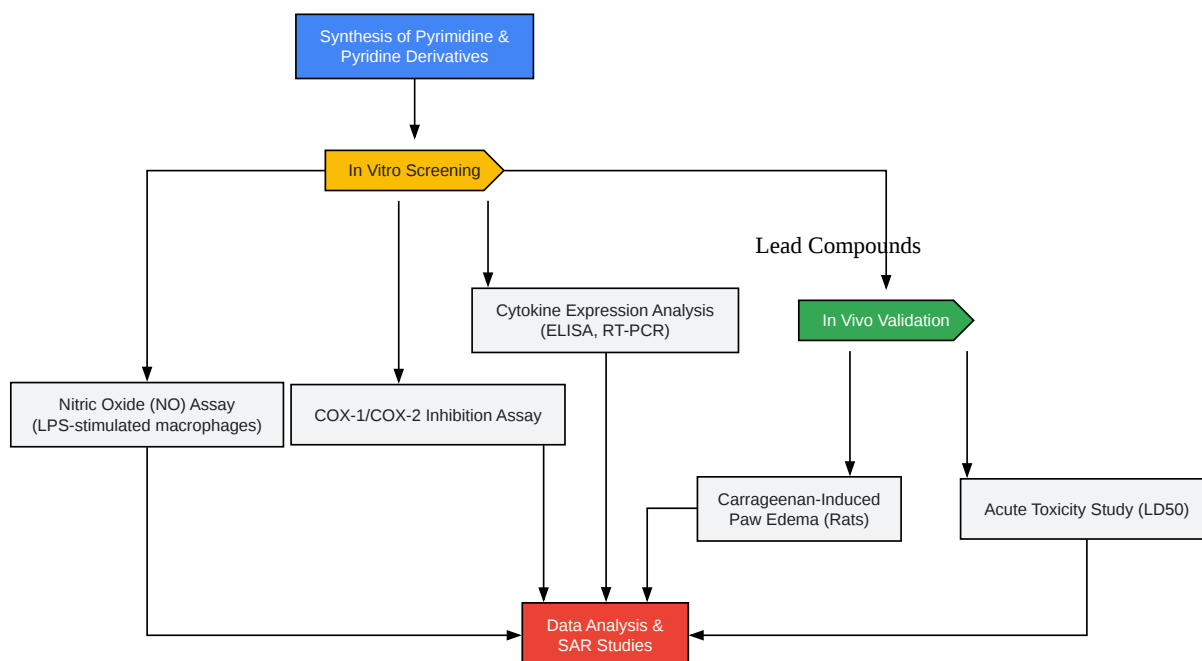 Synthesis of Pyrimidine &
Pyridine Derivatives
In Vitro Screening
Lead Compounds
Cytokine Expression Analysis
(ELISA, RT-PCR)
In Vivo Validation
Nitric Oxide (NO) Assay
(LPS-stimulated macrophages)
COX-1/COX-2 Inhibition Assay
Carrageenan-Induced
Paw Edema (Rats)
Acute Toxicity Study (LD50)
Data Analysis &
SAR Studies